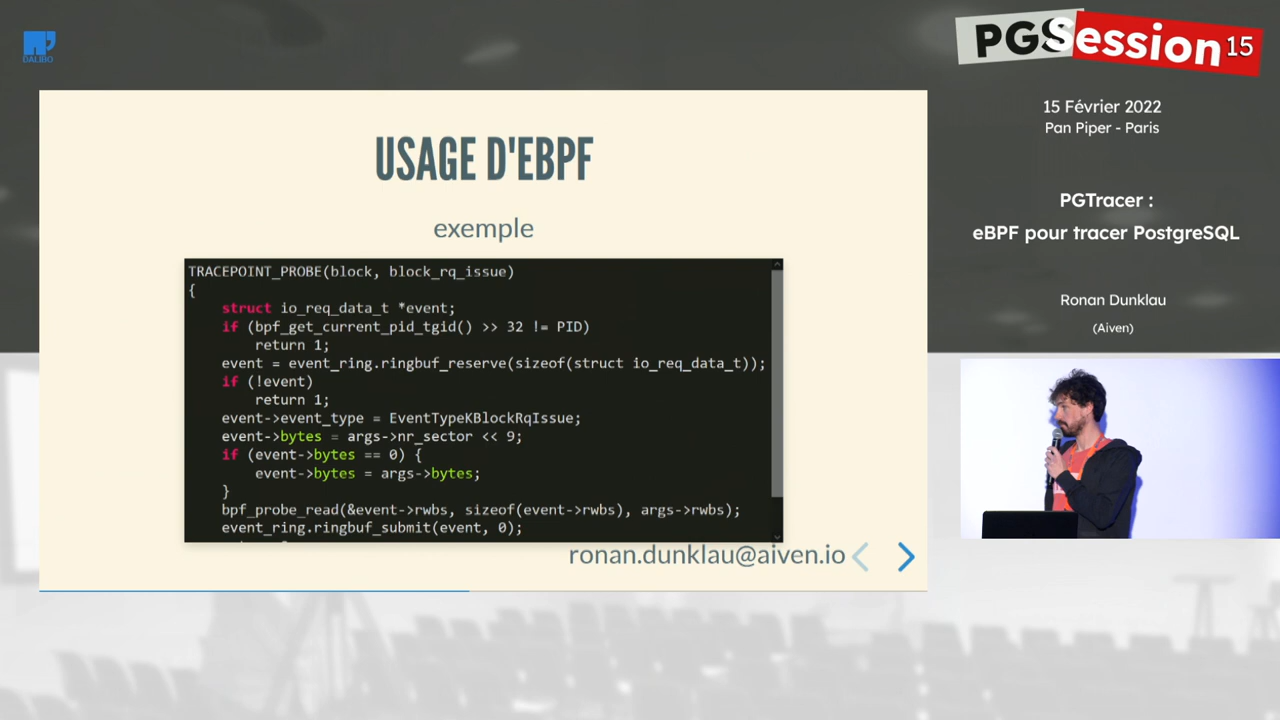 DALIBO
PGSession 15
15 Février 2022
Pan Piper - Paris
PGTracer :
eBPF pour tracer PostgreSQL
Ronan Dunklau
(Aiven)
USAGE D'EBPF
exemple
TRACEPOINT_PROBE(block, block_rq_issue)
{
    struct io_req_data_t *event;
    if (bpf_get_current_pid_tgid() >> 32 != PID)
        return 1;
    event = event_ring.ringbuf_reserve(sizeof(struct io_req_data_t));
    if (!event)
        return 1;
    event->event_type = EventTypeKBlockRqIssue;
    event->bytes = args->nr_sector << 9;
    if (event->bytes == 0) {
        event->bytes = args->bytes;
    }
    bpf_probe_read(&event->rwbs, sizeof(event->rwbs), args->rwbs);
    event_ring.ringbuf_submit(event, 0);
ronan.dunklau@aiven.io